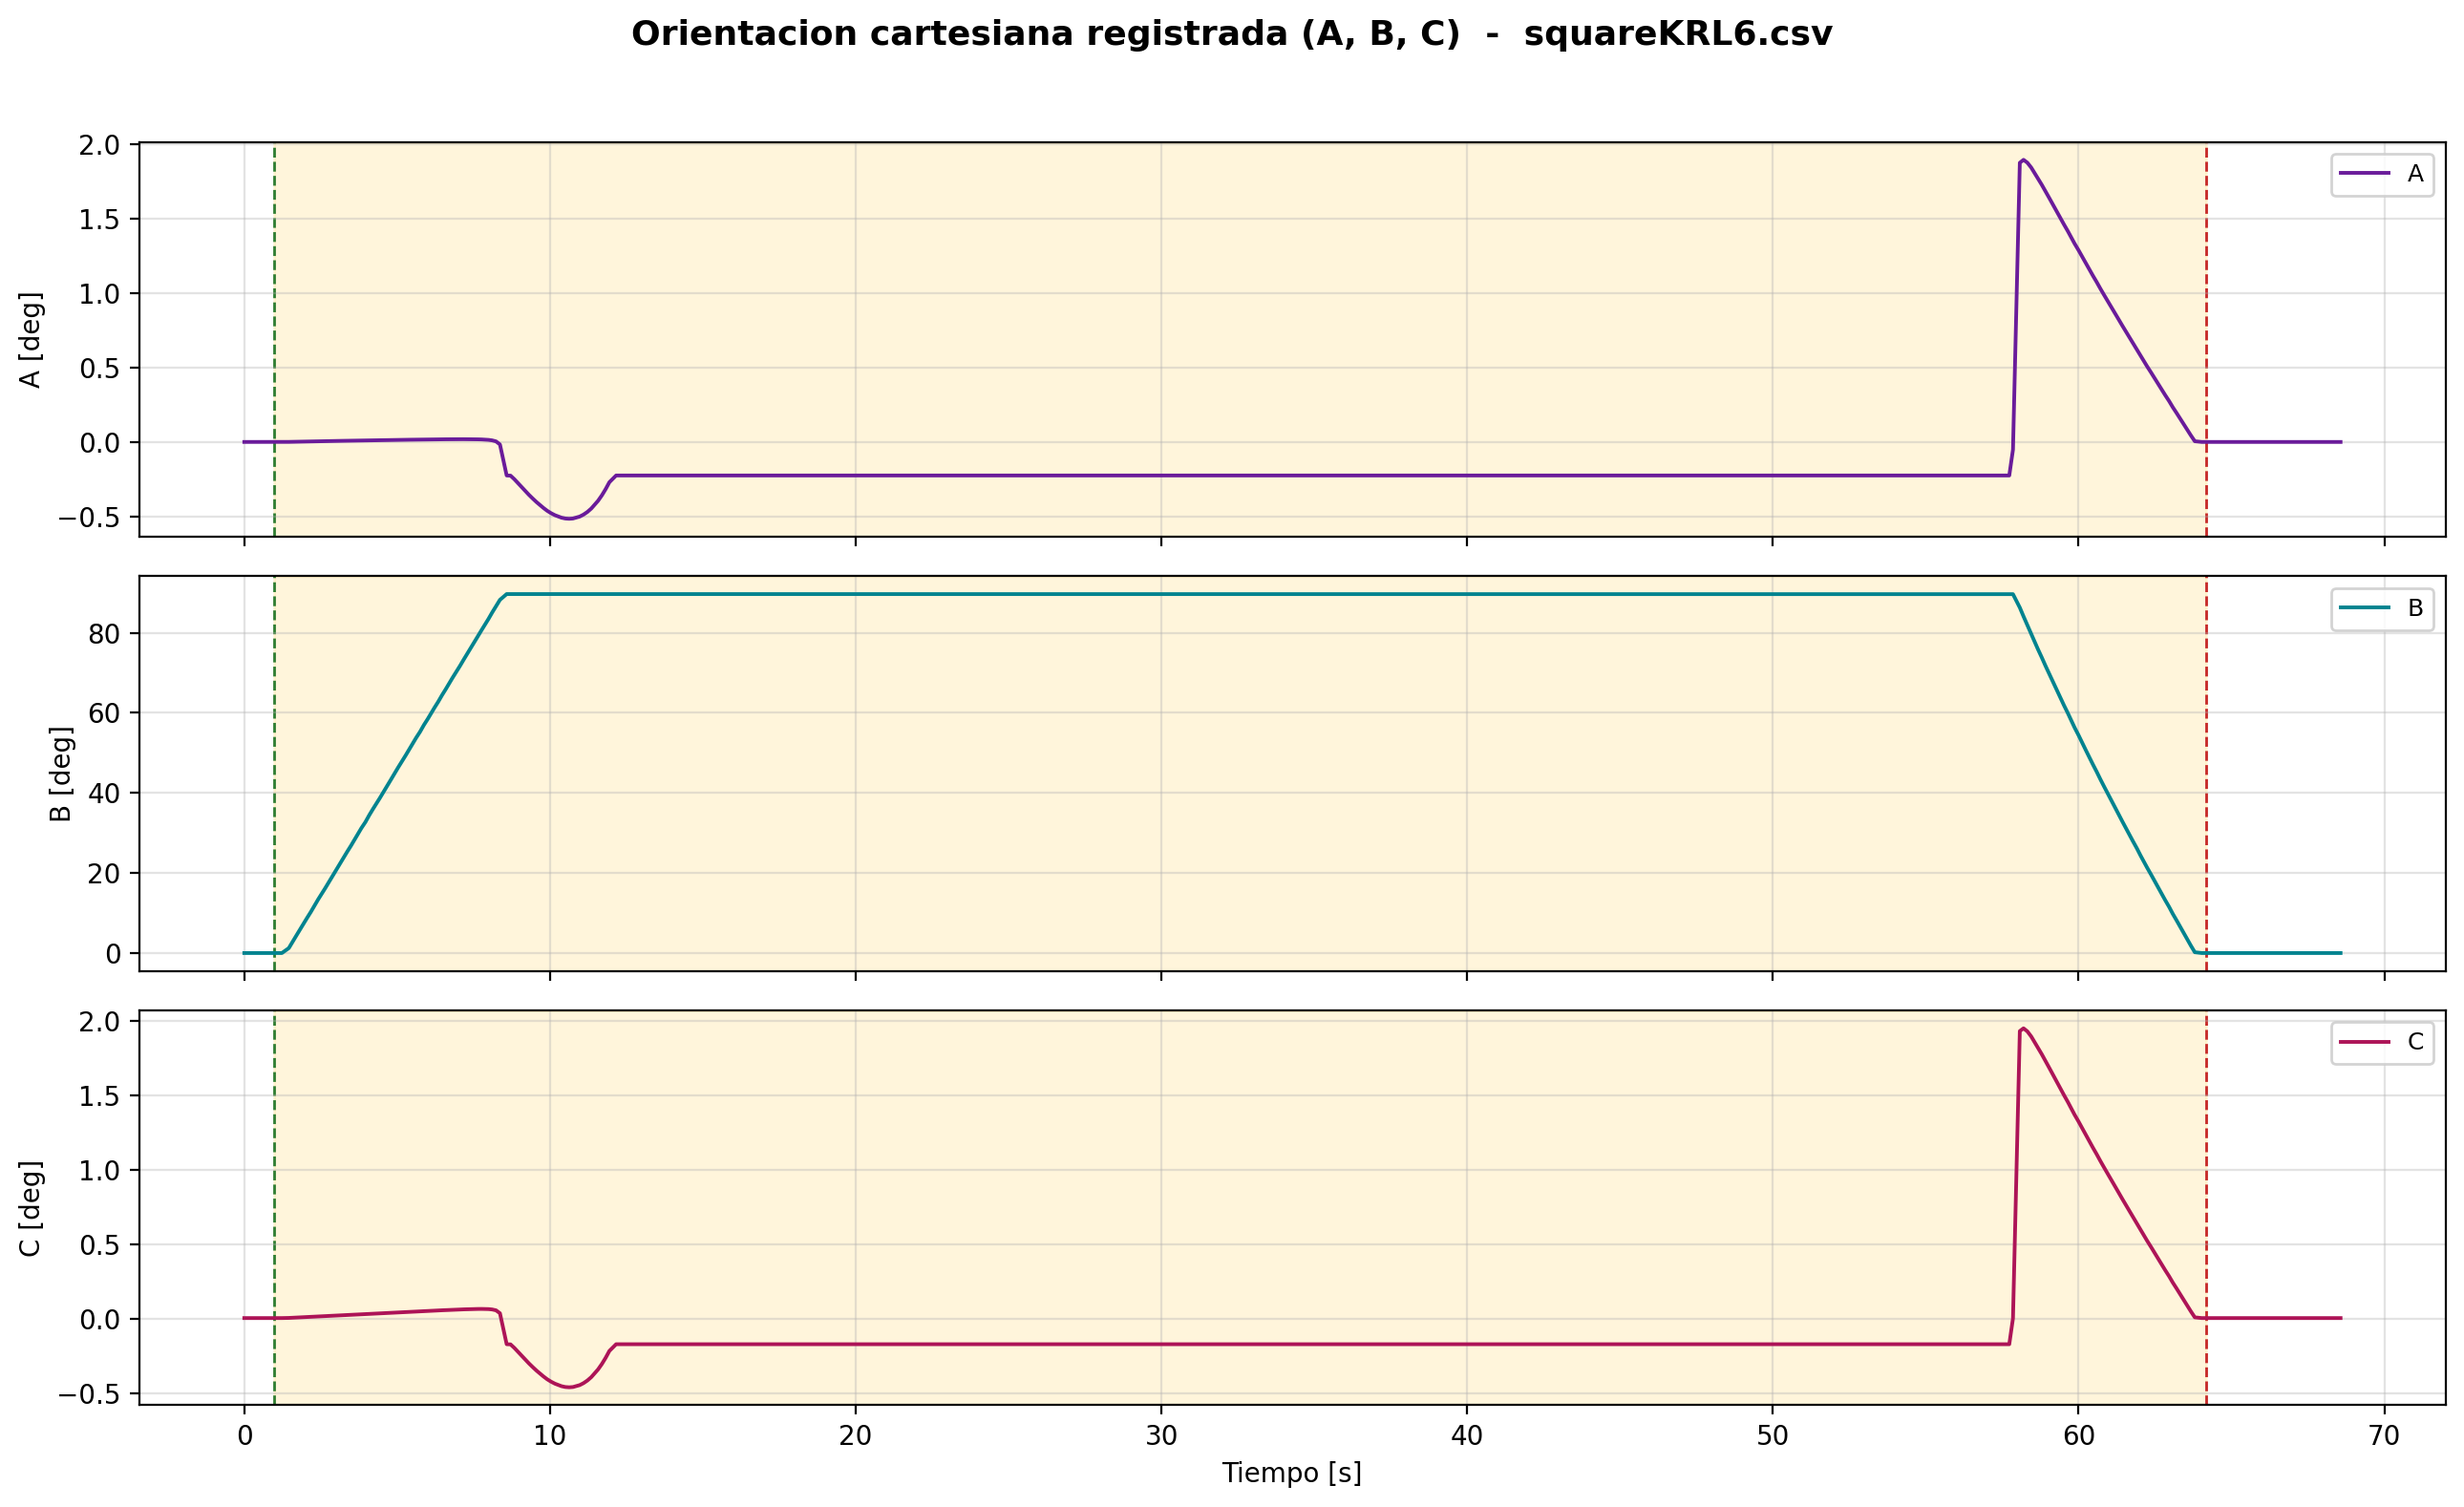 Orientacion cartesiana registrada (A, B, C)  -  squareKRL6.csv
2.0
1.5
1.0
0.5
0.0
−0.5
A [deg]
A
80
60
40
20
0
B [deg]
B
2.0
1.5
1.0
0.5
0.0
−0.5
C [deg]
C
0 10 20 30 40 50 60 70
Tiempo [s]